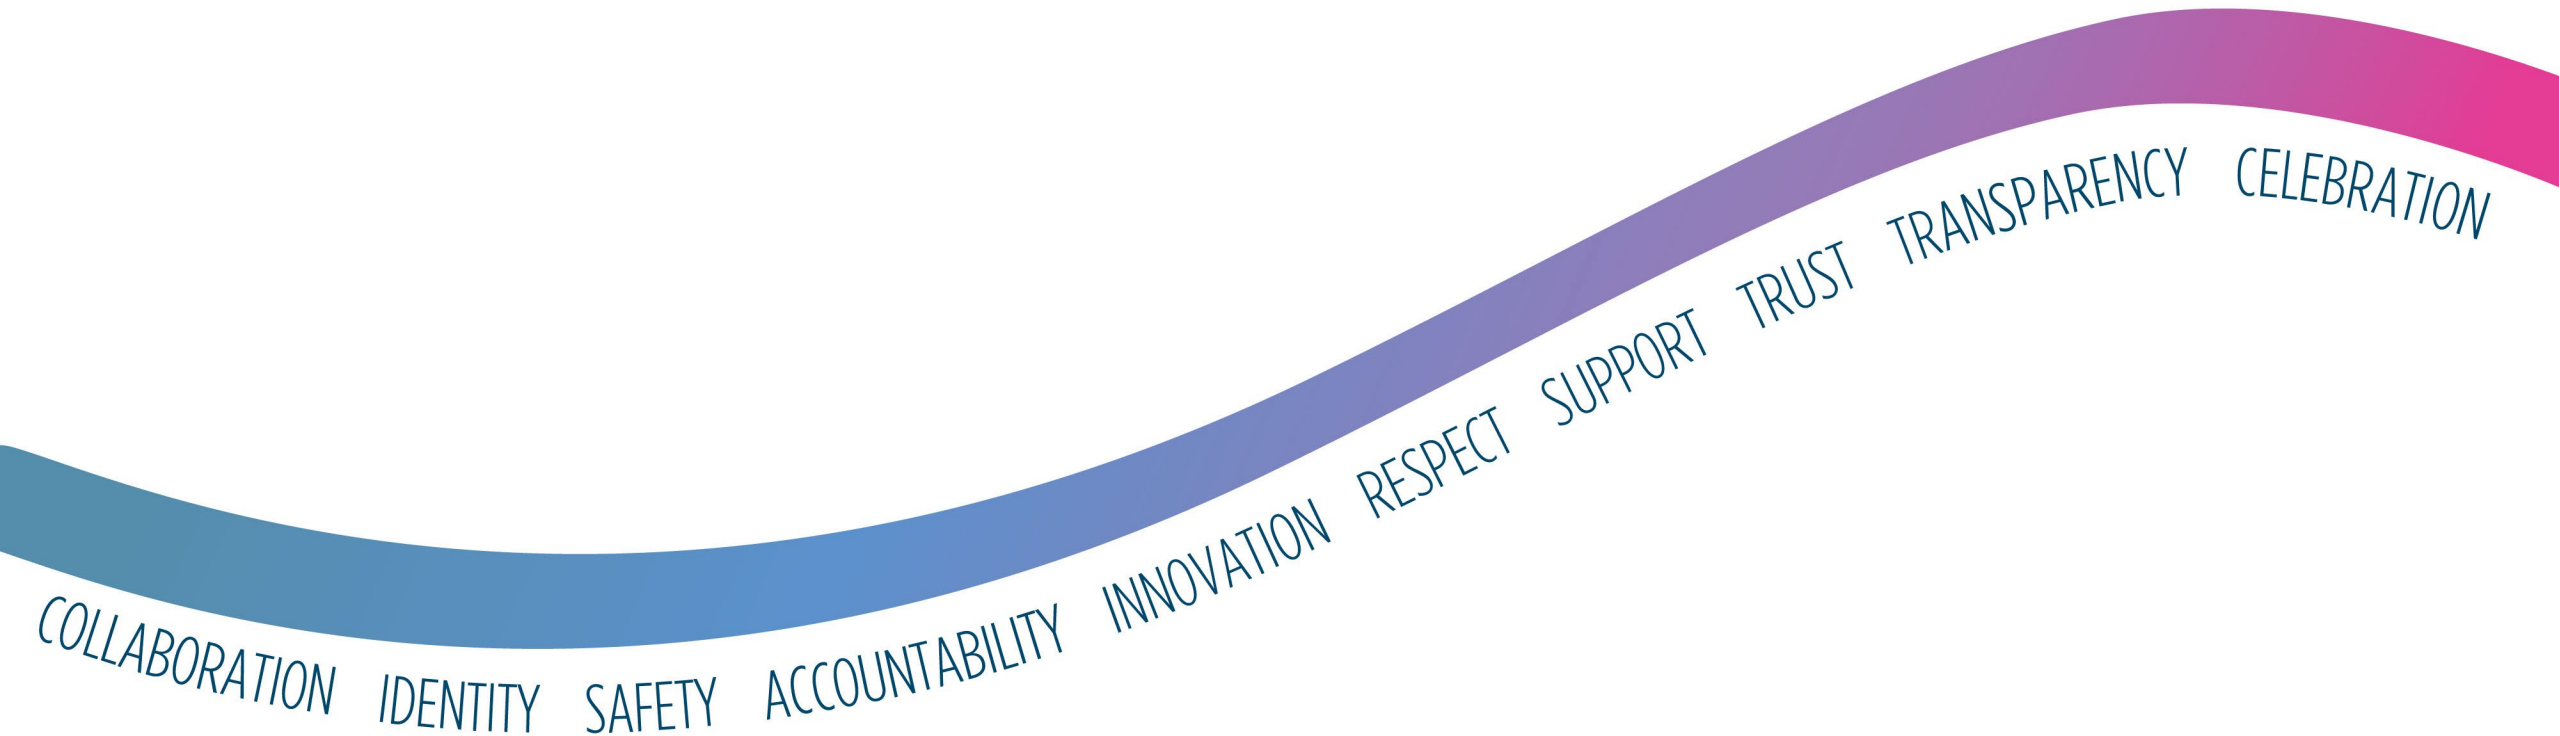 COLLABORATION IDENTITY SAFETY ACCOUNTABILITY INNOVATION RESPECT SUPPORT TRUST TRANSPARENCY CELEBRATION